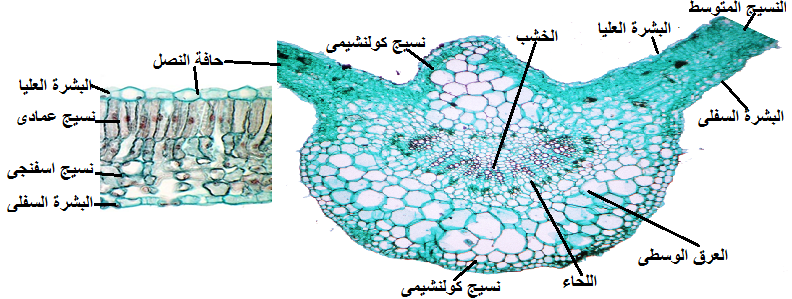 النسيج المتوسط
البشرة العليا
الخشب
نسيج كولنشيمى
حافة النصل
البشرة العليا
نسيج عمادى
نسيج اسفنجى
البشرة السفلى
البشرة السفلى
العرق الوسطى
اللحاء
نسيج كولنشيمى